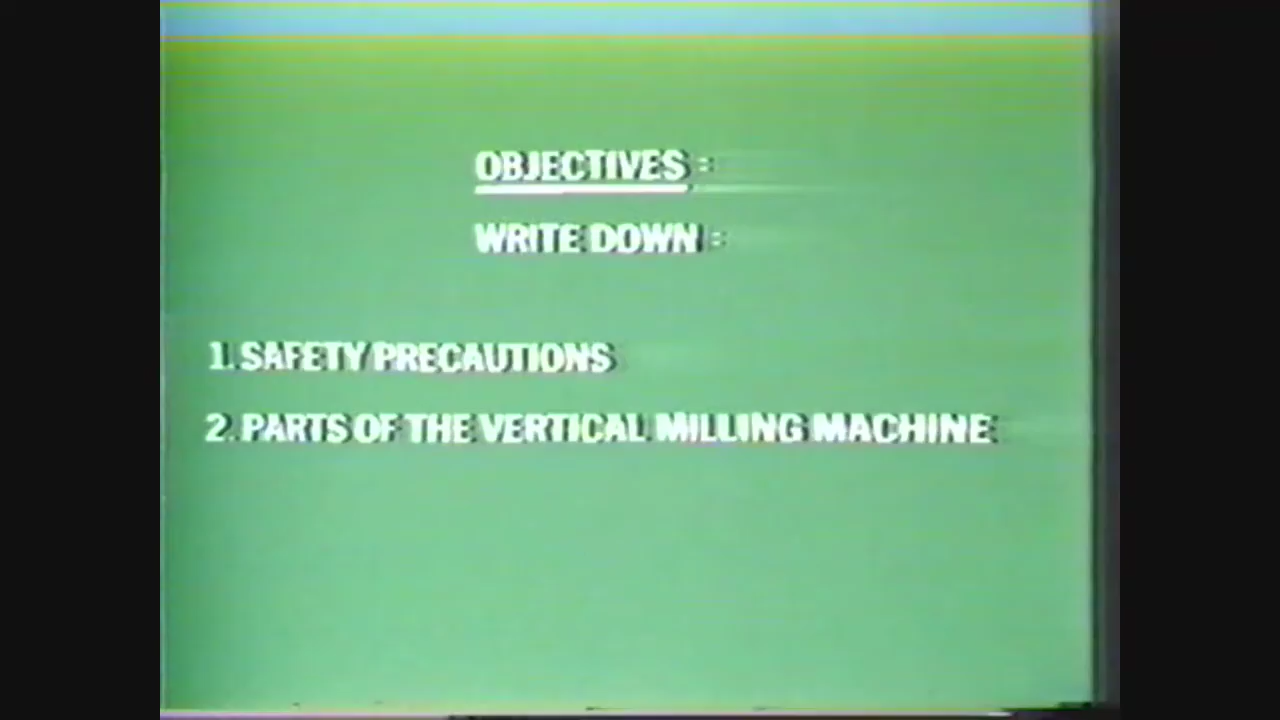 OBJECTIVES:
WRITE DOWN:
1. SAFETY PRECAUTIONS
2. PARTS OF THE VERTICAL MILLING MACHINE